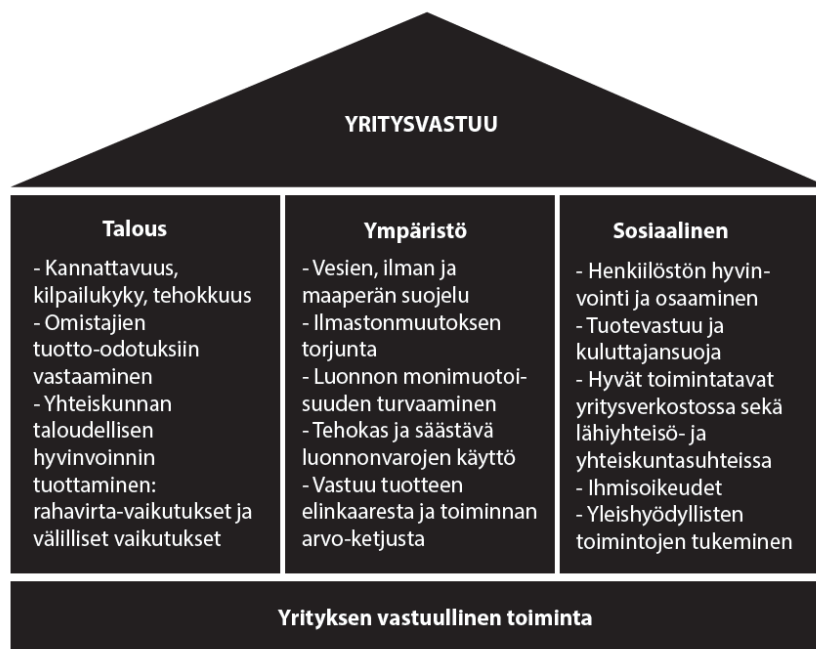 YRITYSVASTUU
Talous
- Kannattavuus,
kilpailukyky, tehokkuus
- Omistajien
tuotto-odotuksiin
vastaaminen
- Yhteiskunnan
taloudellisen
hyvinvoinnin
tuottaminen:
rahavirta-vaikutukset ja
välilliset vaikutukset
Ympäristö
- Vesien, ilman ja
maaperän suojelu
- Ilmastonmuutoksen
torjunta
- Luonnon monimuotoi-
suuden turvaaminen
- Tehokas ja säästävä
luonnonvarojen käyttö
- Vastuu tuotteen
elinkaaresta ja toiminnan
arvo-ketjusta
Sosiaalinen
- Henkiilöstön hyvin-
vointi ja osaaminen
- Tuotevastuu ja
kuluttajansuoja
- Hyvät toimintatavat
yritysverkostossa sekä
lähiyhteisö- ja
yhteiskuntasuhteissa
- Ihmisoikeudet
- Yleishyödyllisten
toimintojen tukeminen
Yrityksen vastuullinen toiminta